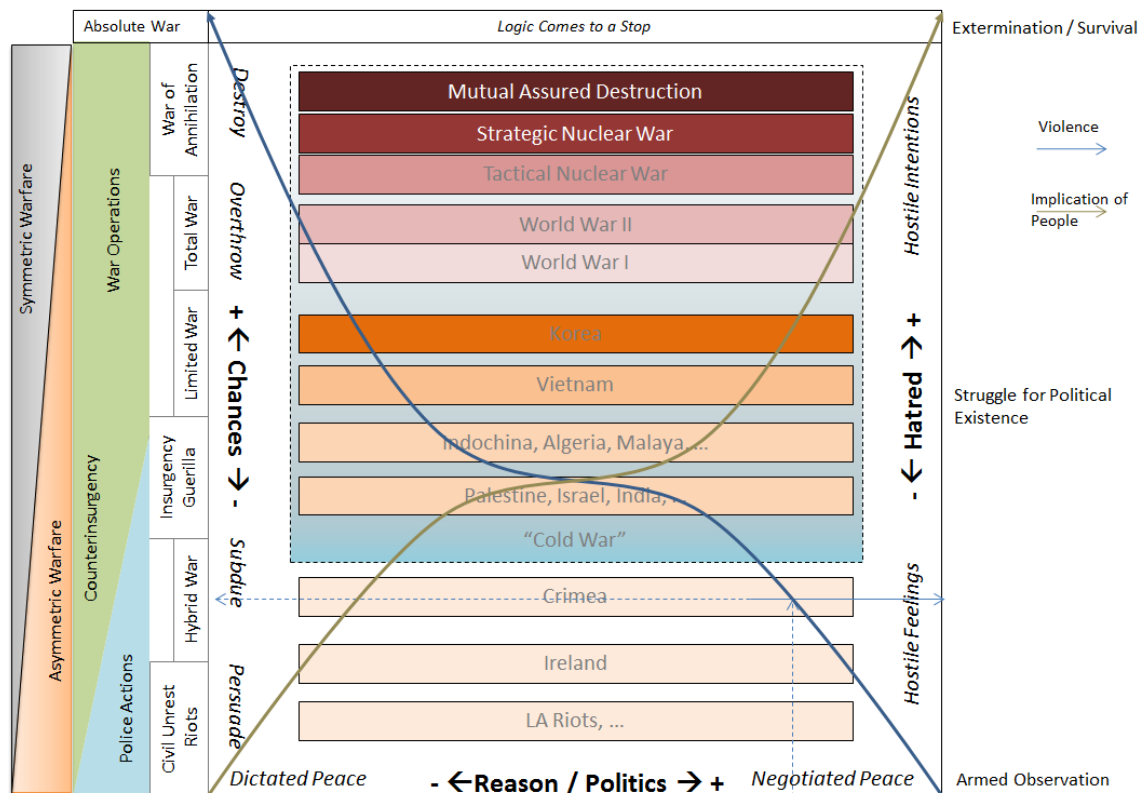 Absolute War
Logic Comes to a Stop
Extermination / Survival
Symmetric Warfare
Asymmetric Warfare
War Operations
Counterinsurgency
Police Actions
War of
Annihilation
Total War
Limited War
Insurgency
Guerilla
Hybrid War
Civil Unrest
Riots
Destroy
Overthrow
- ← Chances → +
Subdue
Persuade
Mutual Assured Destruction
Strategic Nuclear War
Tactical Nuclear War
World War II
World War I
Korea
Vietnam
Indochina, Algeria, Malaya, ...
Palestine, Israel, India, ...
“Cold War”
Crimea
Ireland
LA Riots, ...
Hostile Intentions
- ← Hatred → +
Hostile Feelings
Violence
Implication of
People
Struggle for Political
Existence
Dictated Peace
- ←Reason / Politics → +
Negotiated Peace
Armed Observation